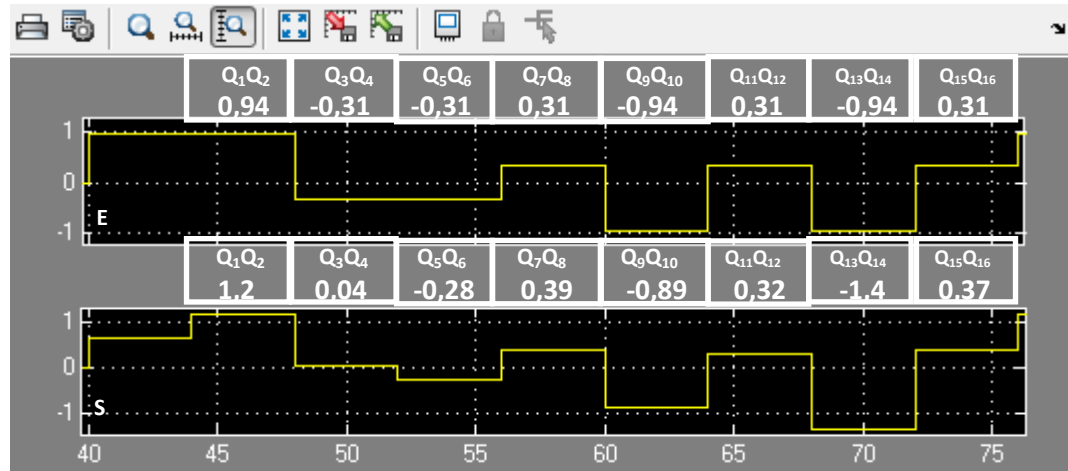 Q₁Q₂ Q₃Q₄ Q₅Q₆ Q₇Q₈ Q₉Q₁₀ Q₁₁Q₁₂ Q₁₃Q₁₄ Q₁₅Q₁₆
0,94 -0,31 -0,31 0,31 -0,94 0,31 -0,94 0,31
1
0
E
-1
Q₁Q₂ Q₃Q₄ Q₅Q₆ Q₇Q₈ Q₉Q₁₀ Q₁₁Q₁₂ Q₁₃Q₁₄ Q₁₅Q₁₆
1,2 0,04 -0,28 0,39 -0,89 0,32 -1,4 0,37
1
0
-1 S
40 45 50 55 60 65 70 75